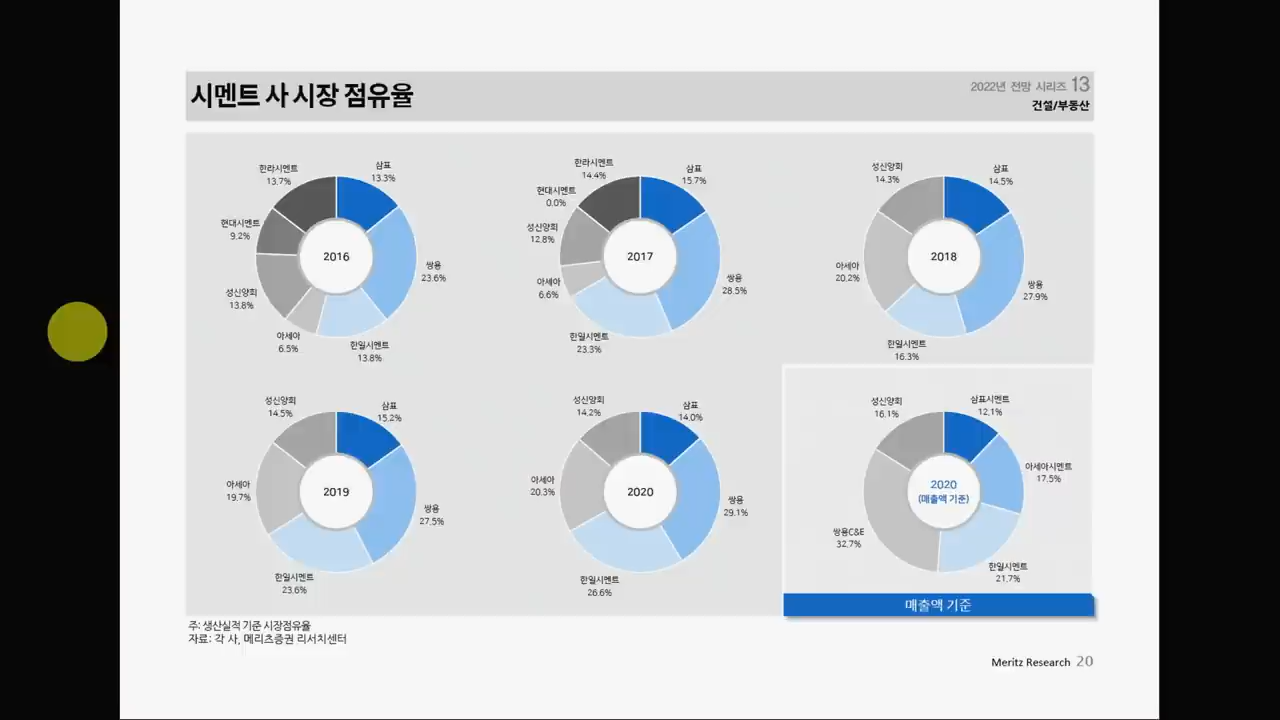 시멘트 사 시장 점유율
2022년 전망 시리즈 13
건설/부동산
한라시멘트
13.7%
삼표
13.3%
현대시멘트
9.2%
2016
쌍용
23.6%
성신양회
13.8%
아세아
6.5%
한일시멘트
13.8%
한라시멘트
14.4%
삼표
15.7%
현대시멘트
0.0%
성신양회
12.8%
2017
아세아
6.6%
쌍용
28.5%
한일시멘트
23.3%
성신양회
14.3%
삼표
14.5%
2018
아세아
20.2%
쌍용
27.9%
한일시멘트
16.3%
성신양회
14.5%
삼표
15.2%
아세아
19.7%
2019
쌍용
27.5%
한일시멘트
23.6%
성신양회
14.2%
삼표
14.0%
아세아
20.3%
2020
쌍용
29.1%
한일시멘트
26.6%
성신양회
16.1%
삼표시멘트
12.1%
아세아시멘트
17.5%
2020
(매출액 기준)
쌍용C&E
32.7%
한일시멘트
21.7%
매출액 기준
주: 생산실적 기준 시장점유율
자료: 각 사, 메리츠증권 리서치센터
Meritz Research 20